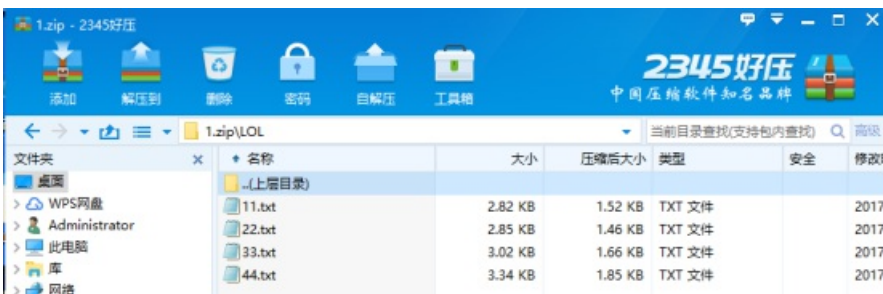 1.zip - 2345好压
添加 解压到 删除 密码 自解压 工具箱
2345好压
中国压缩软件知名品牌
1.zip\LOL 当前目录查找(支持包内查找) 高级
文件夹 名称 大小 压缩后大小 类型 安全 修改
桌面 ..(上层目录)
WPS网盘 11.txt 2.82 KB 1.52 KB TXT 文件 2017
Administrator 22.txt 2.85 KB 1.46 KB TXT 文件 2017
此电脑 33.txt 3.02 KB 1.66 KB TXT 文件 2017
库 44.txt 3.34 KB 1.85 KB TXT 文件 2017
网络